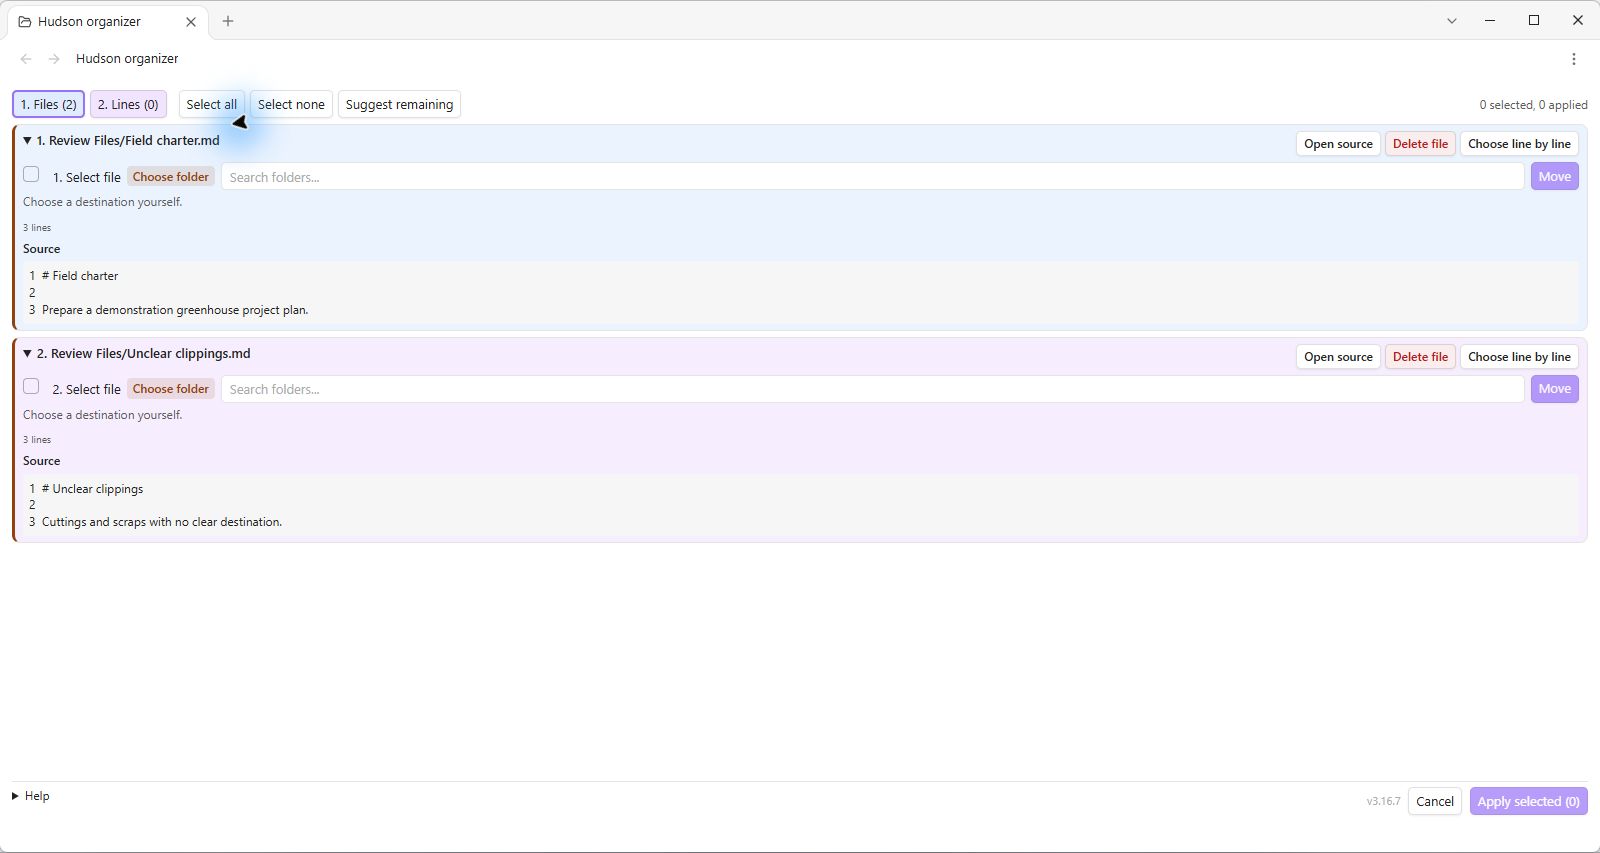 Hudson organizer
Hudson organizer
1. Files (2) 2. Lines (0) Select all Select none Suggest remaining 0 selected, 0 applied
1. Review Files/Field charter.md Open source Delete file Choose line by line
1. Select file Choose folder Search folders... Move
Choose a destination yourself.
3 lines
Source
1 # Field charter
2
3 Prepare a demonstration greenhouse project plan.
2. Review Files/Unclear clippings.md Open source Delete file Choose line by line
2. Select file Choose folder Search folders... Move
Choose a destination yourself.
3 lines
Source
1 # Unclear clippings
2
3 Cuttings and scraps with no clear destination.
Help v3.16.7 Cancel Apply selected (0)